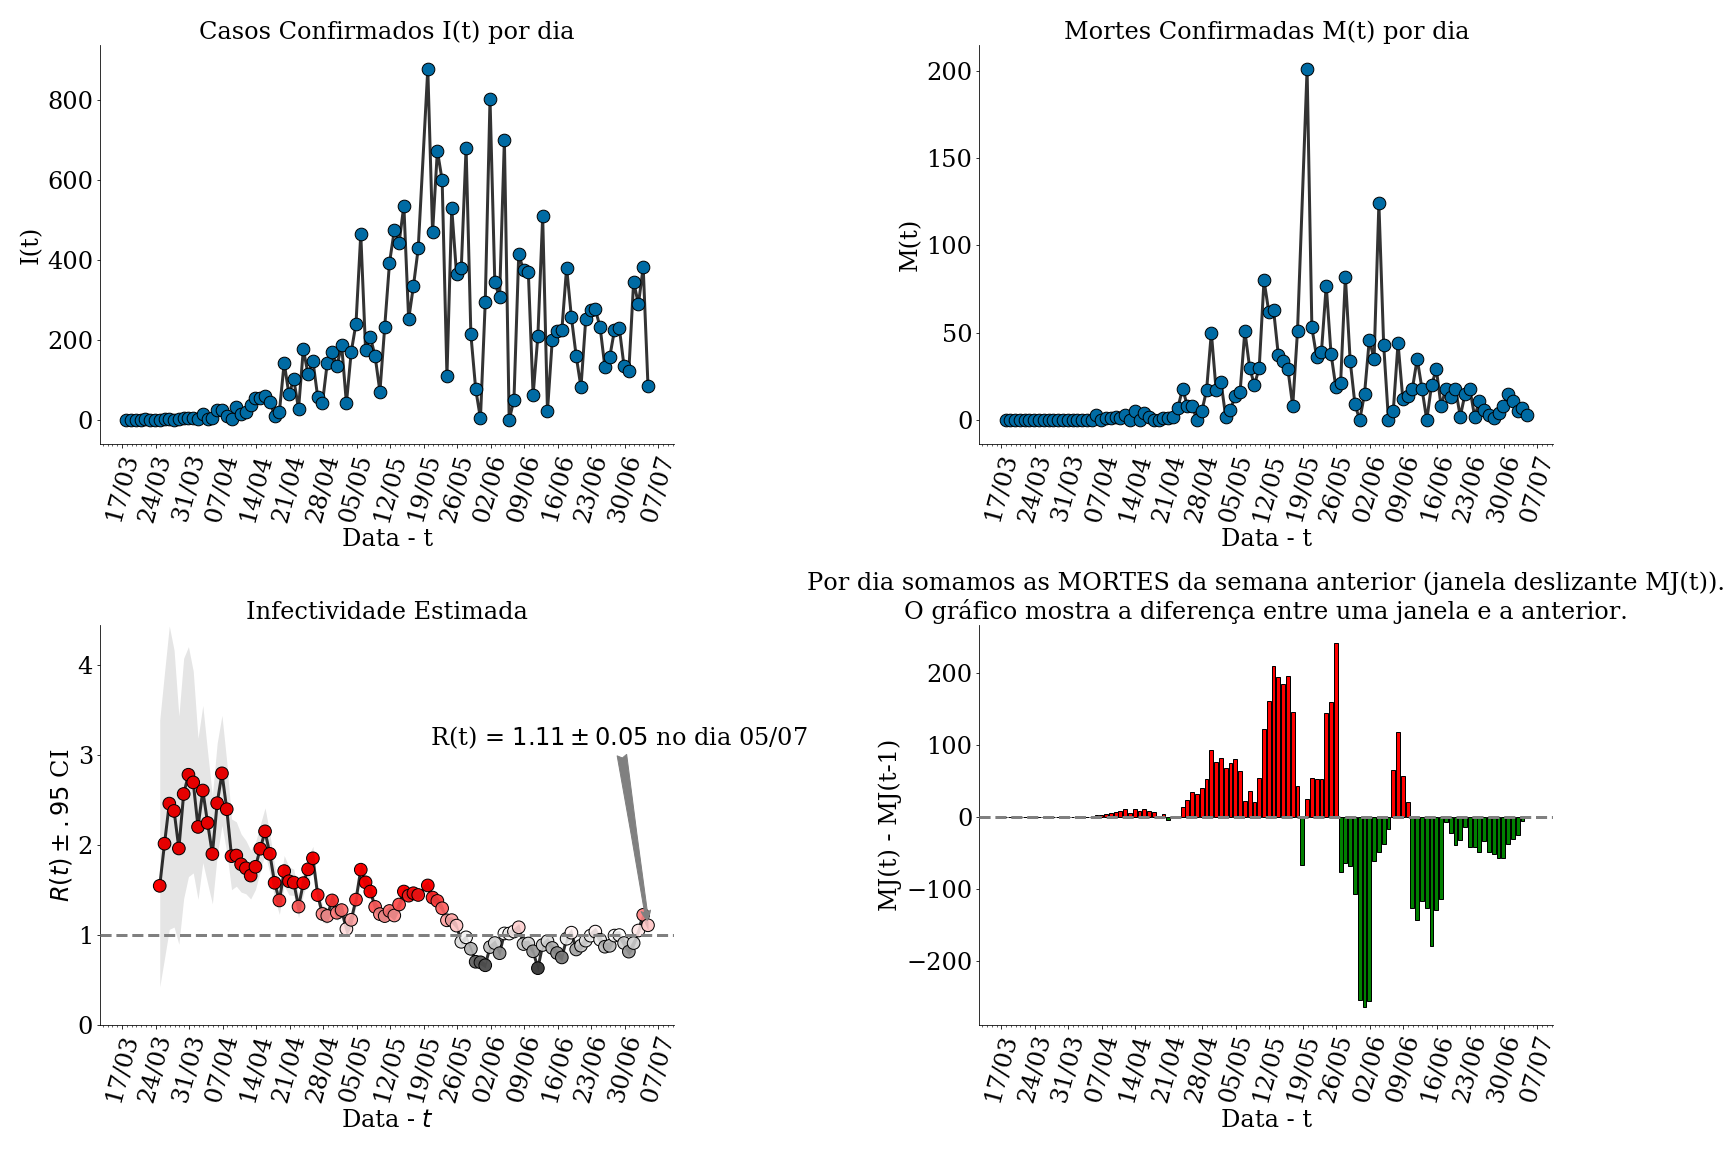 Casos Confirmados I(t) por dia
800
600
400
200
0
I(t)
17/03 24/03 31/03 07/04 14/04 21/04 28/04 05/05 12/05 19/05 26/05 02/06 09/06 16/06 23/06 30/06 07/07
Data - t
Mortes Confirmadas M(t) por dia
200
150
100
50
0
M(t)
17/03 24/03 31/03 07/04 14/04 21/04 28/04 05/05 12/05 19/05 26/05 02/06 09/06 16/06 23/06 30/06 07/07
Data - t
Infectividade Estimada
4
3
2
1
0
R(t) ± .95 CI
R(t) = 1.11 ± 0.05 no dia 05/07
17/03 24/03 31/03 07/04 14/04 21/04 28/04 05/05 12/05 19/05 26/05 02/06 09/06 16/06 23/06 30/06 07/07
Data - t
Por dia somamos as MORTES da semana anterior (janela deslizante MJ(t)).
O gráfico mostra a diferença entre uma janela e a anterior.
200
100
0
−100
−200
MJ(t) - MJ(t-1)
17/03 24/03 31/03 07/04 14/04 21/04 28/04 05/05 12/05 19/05 26/05 02/06 09/06 16/06 23/06 30/06 07/07
Data - t